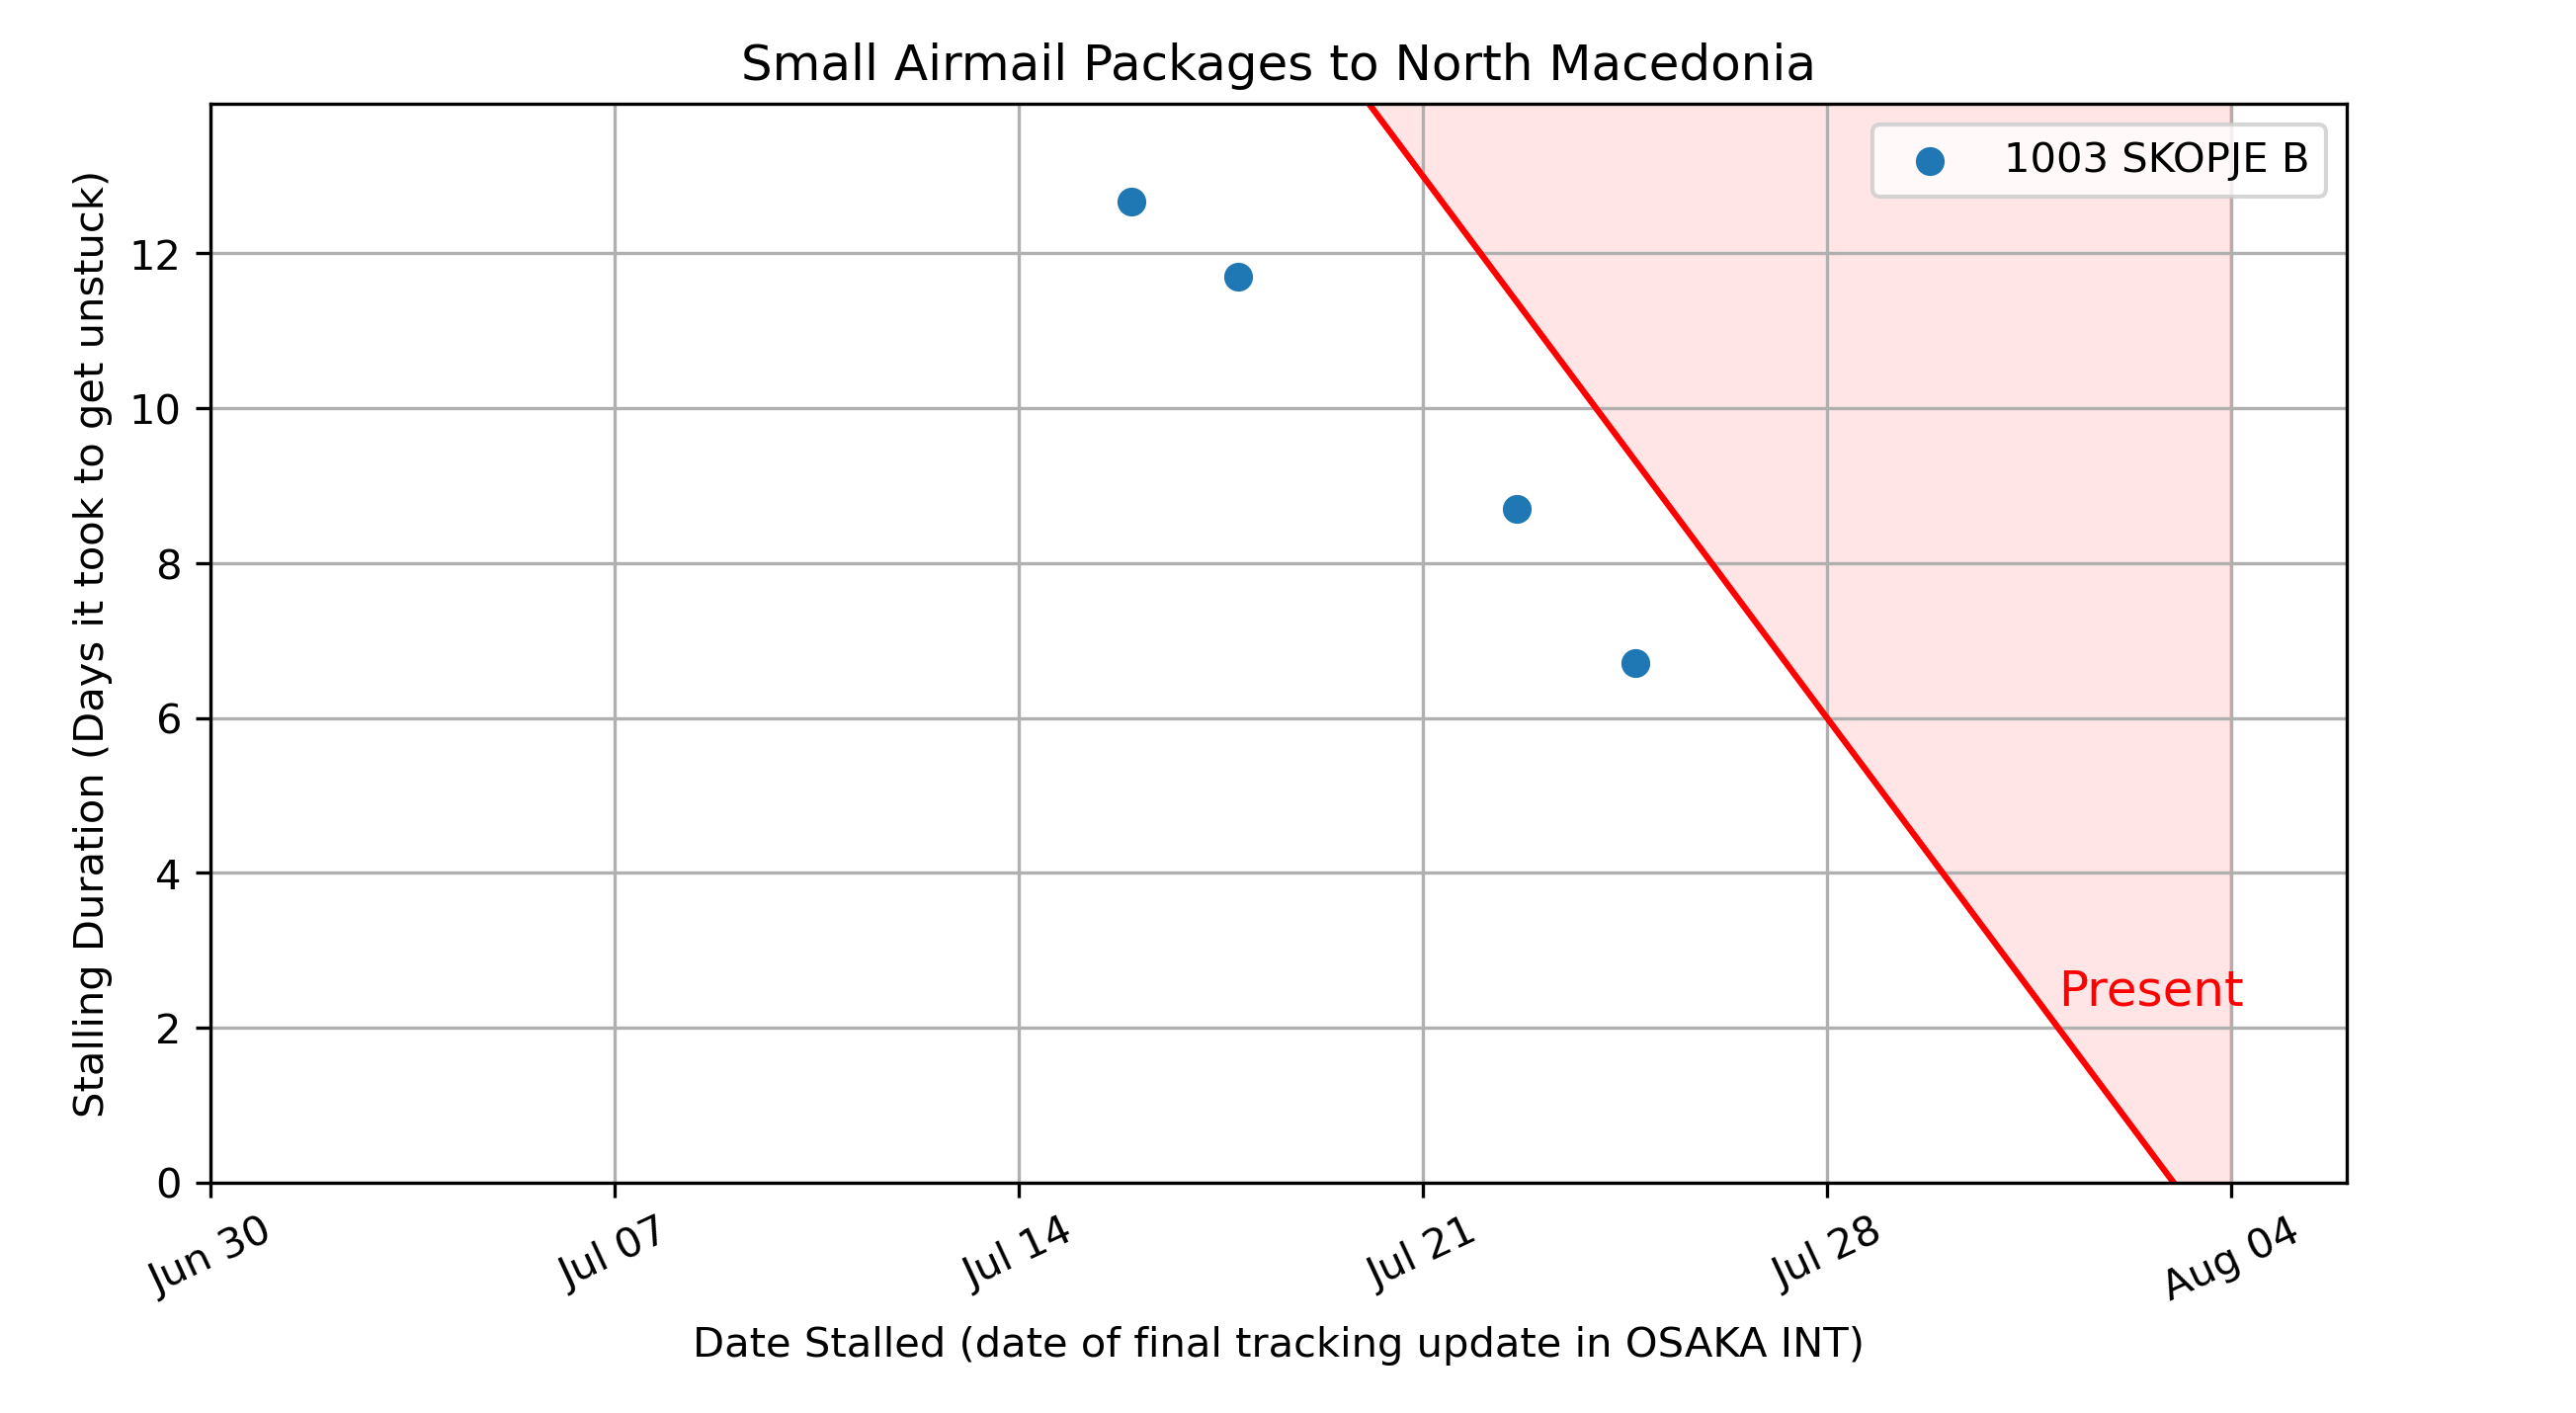 Small Airmail Packages to North Macedonia
1003 SKOPJE B
Stalling Duration (Days it took to get unstuck)
12
10
8
6
4
2
0
Present
Jun 30
Jul 07
Jul 14
Jul 21
Jul 28
Aug 04
Date Stalled (date of final tracking update in OSAKA INT)